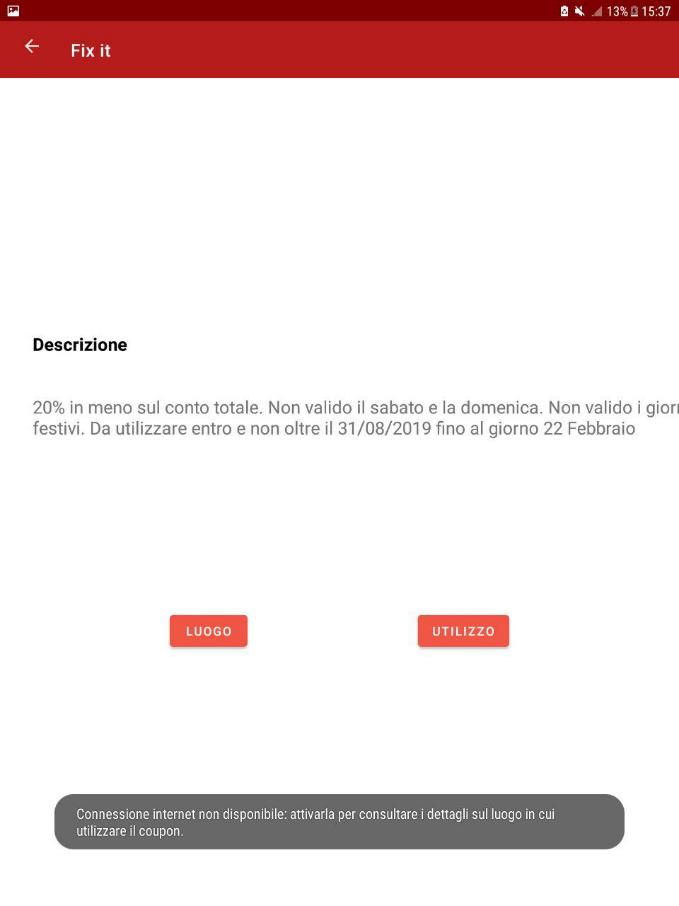 13% 15:37
Fix it
Descrizione
20% in meno sul conto totale. Non valido il sabato e la domenica. Non valido i
festivi. Da utilizzare entro e non oltre il 31/08/2019 fino al giorno 22 Febbraio
LUOGO UTILIZZO
Connessione internet non disponibile: attivarla per consultare i dettagli sul luogo in cui
utilizzare il coupon.